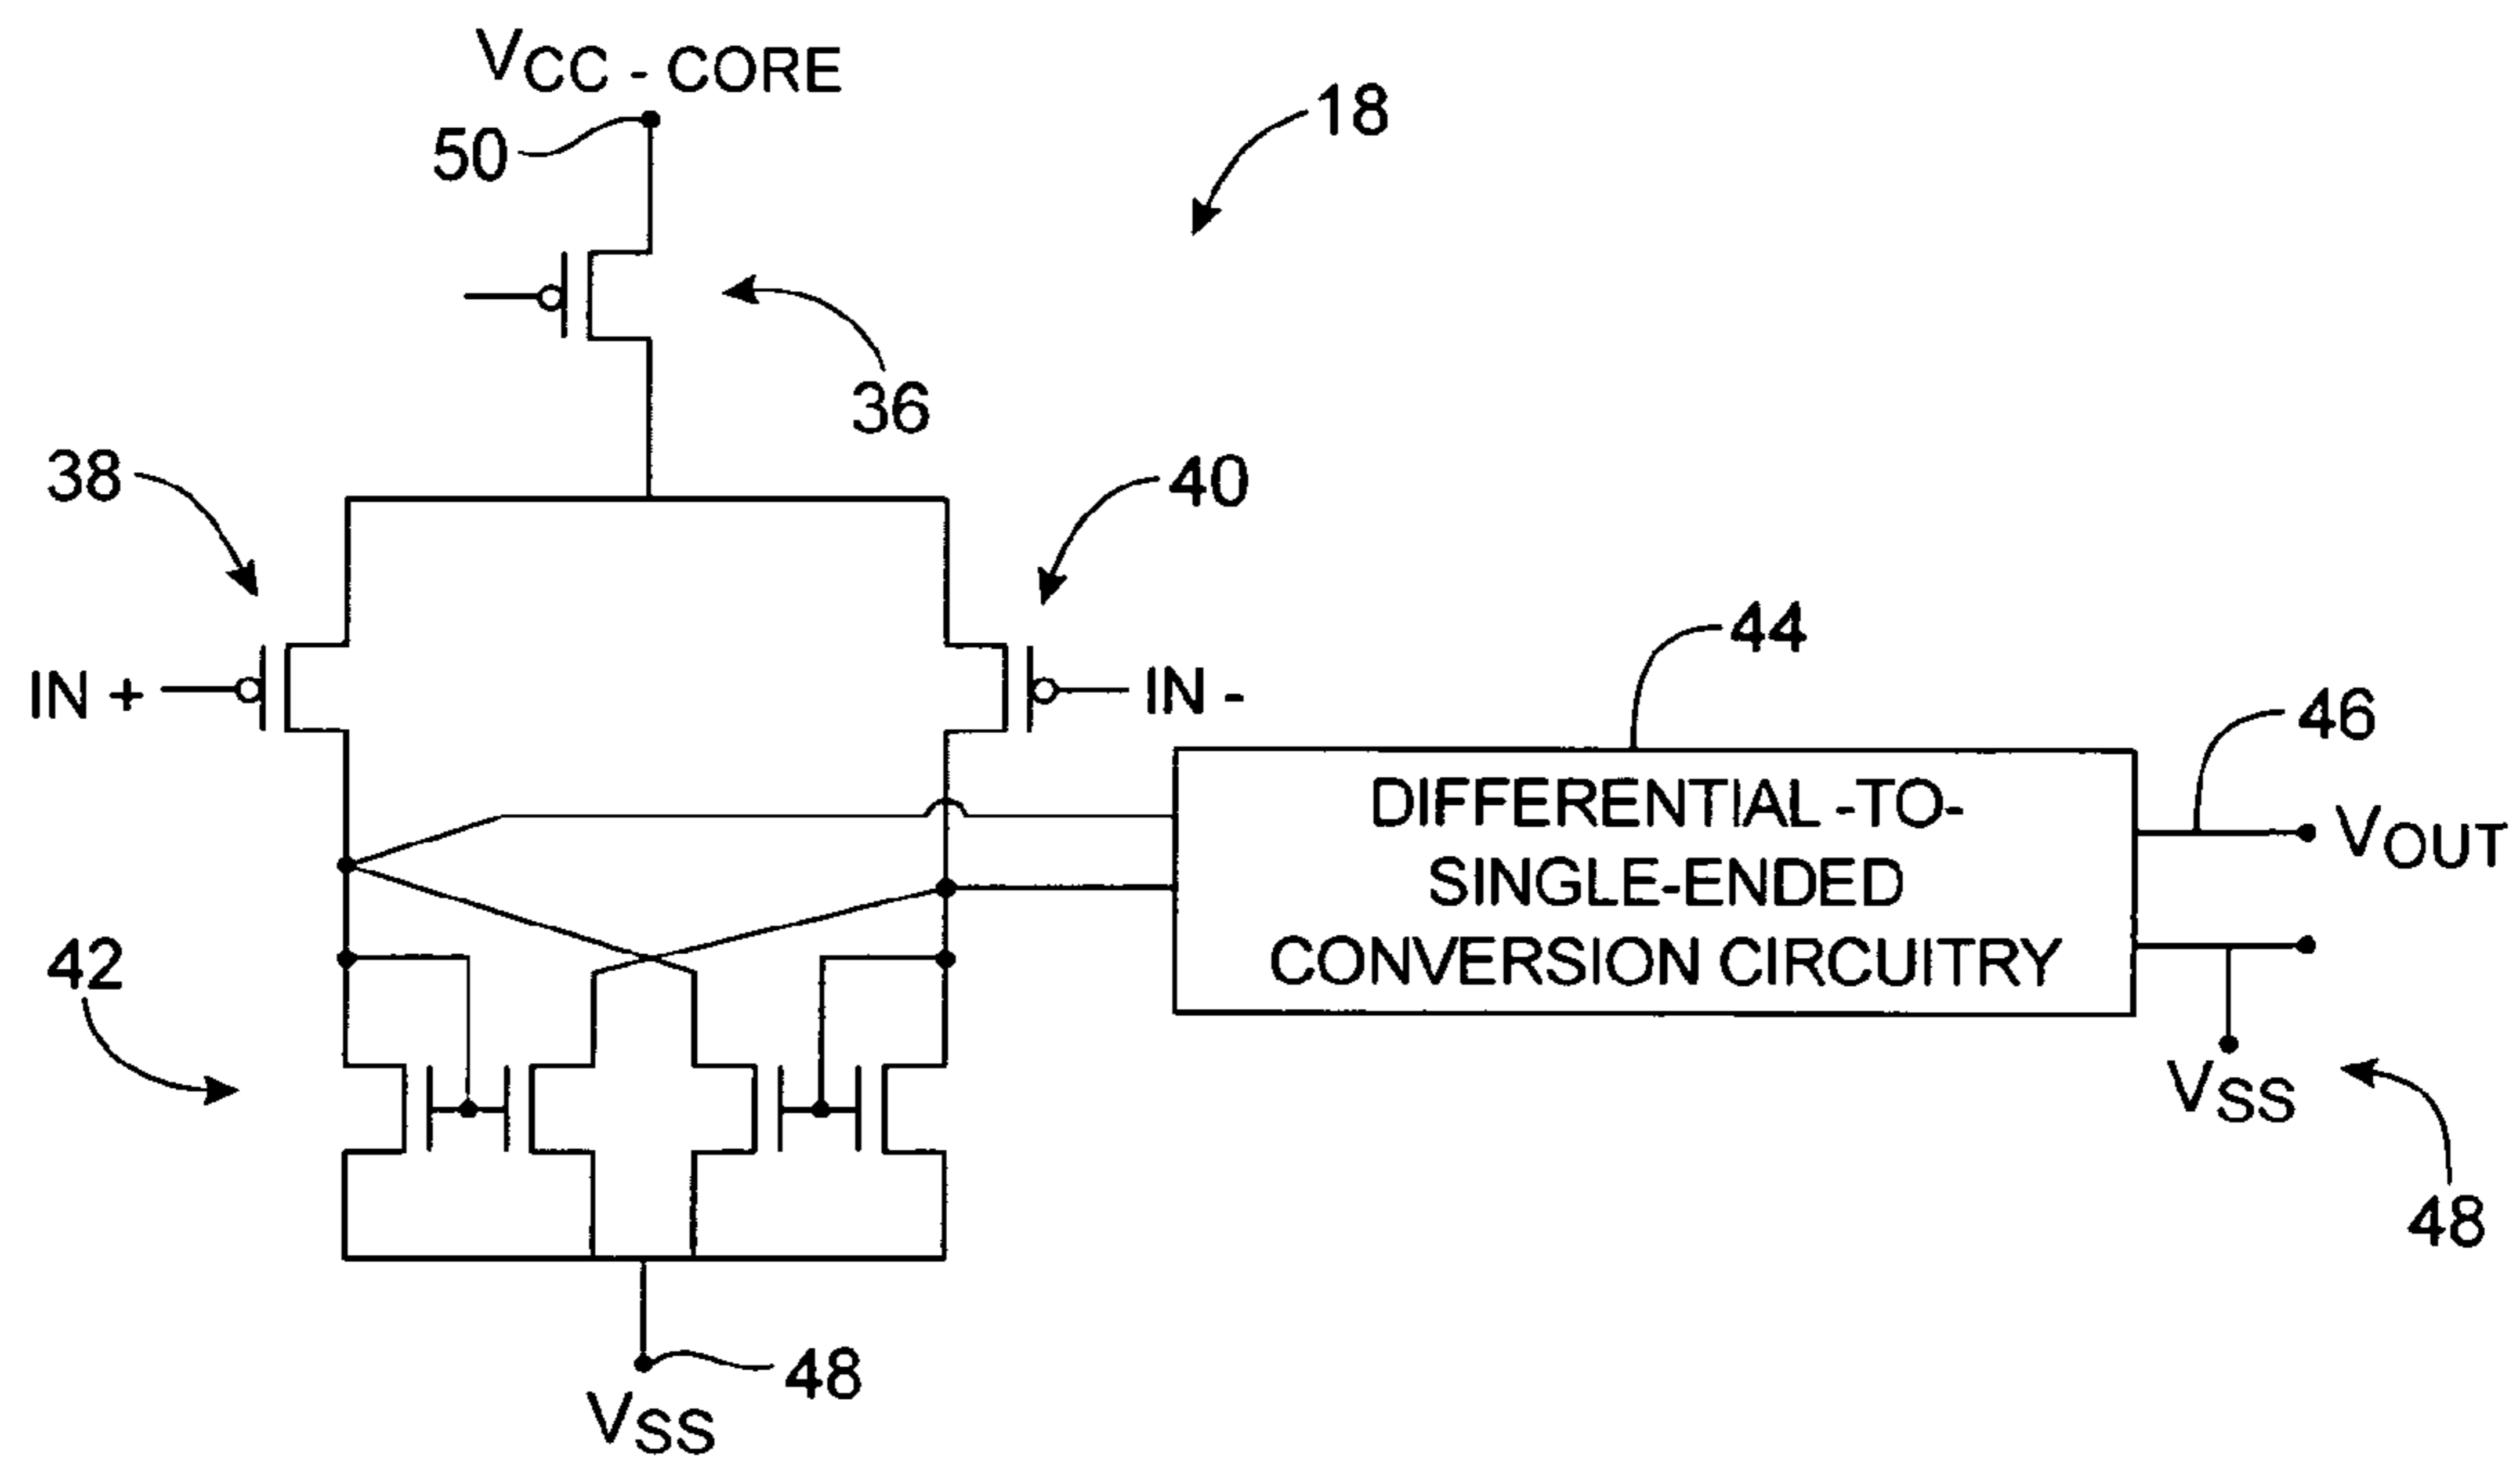 VCC - CORE
50
18
36
38
40
IN +
IN -
44
46
DIFFERENTIAL -TO-
SINGLE-ENDED
CONVERSION CIRCUITRY
VOUT
42
VSS
48
48
VSS